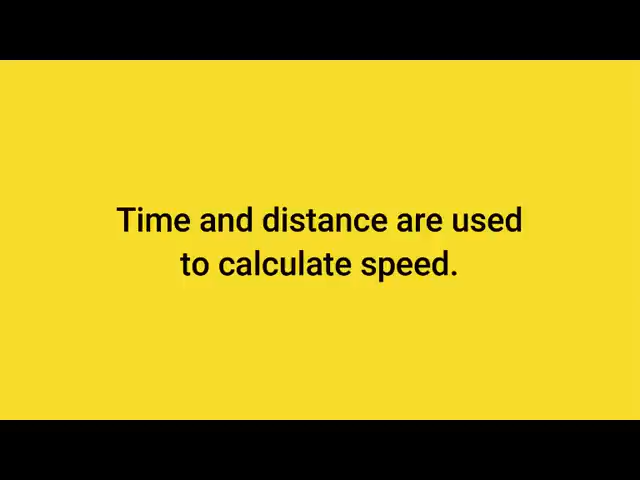 Time and distance are used
to calculate speed.